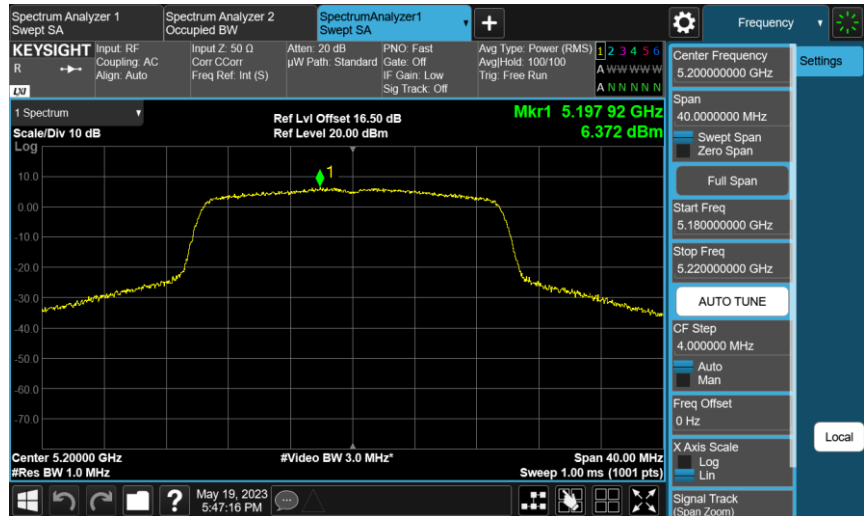 Spectrum Analyzer 1
Swept SA
Spectrum Analyzer 2
Occupied BW
SpectrumAnalyzer1
Swept SA
Frequency
KEYSIGHT
R
LXI
Input: RF
Coupling: AC
Align: Auto
Input Z: 50 Ω
Corr CCorr
Freq Ref: Int (S)
Atten: 20 dB
µW Path: Standard
PNO: Fast
Gate: Off
IF Gain: Low
Sig Track: Off
Avg Type: Power (RMS)
Avg|Hold: 100/100
Trig: Free Run
1 2 3 4 5 6
A W W W W W
A N N N N N
1 Spectrum
Scale/Div 10 dB
Log
Ref Lvl Offset 16.50 dB
Ref Level 20.00 dBm
Mkr1 5.197 92 GHz
6.372 dBm
1
10.0
0.00
-10.0
-20.0
-30.0
-40.0
-50.0
-60.0
-70.0
Center 5.20000 GHz
#Res BW 1.0 MHz
#Video BW 3.0 MHz*
Span 40.00 MHz
Sweep 1.00 ms (1001 pts)
Center Frequency
5.200000000 GHz
Settings
Span
40.0000000 MHz
Swept Span
Zero Span
Full Span
Start Freq
5.180000000 GHz
Stop Freq
5.220000000 GHz
AUTO TUNE
CF Step
4.000000 MHz
Auto
Man
Freq Offset
0 Hz
X Axis Scale
Log
Lin
Signal Track
(Span Zoom)
Local
May 19, 2023
5:47:16 PM